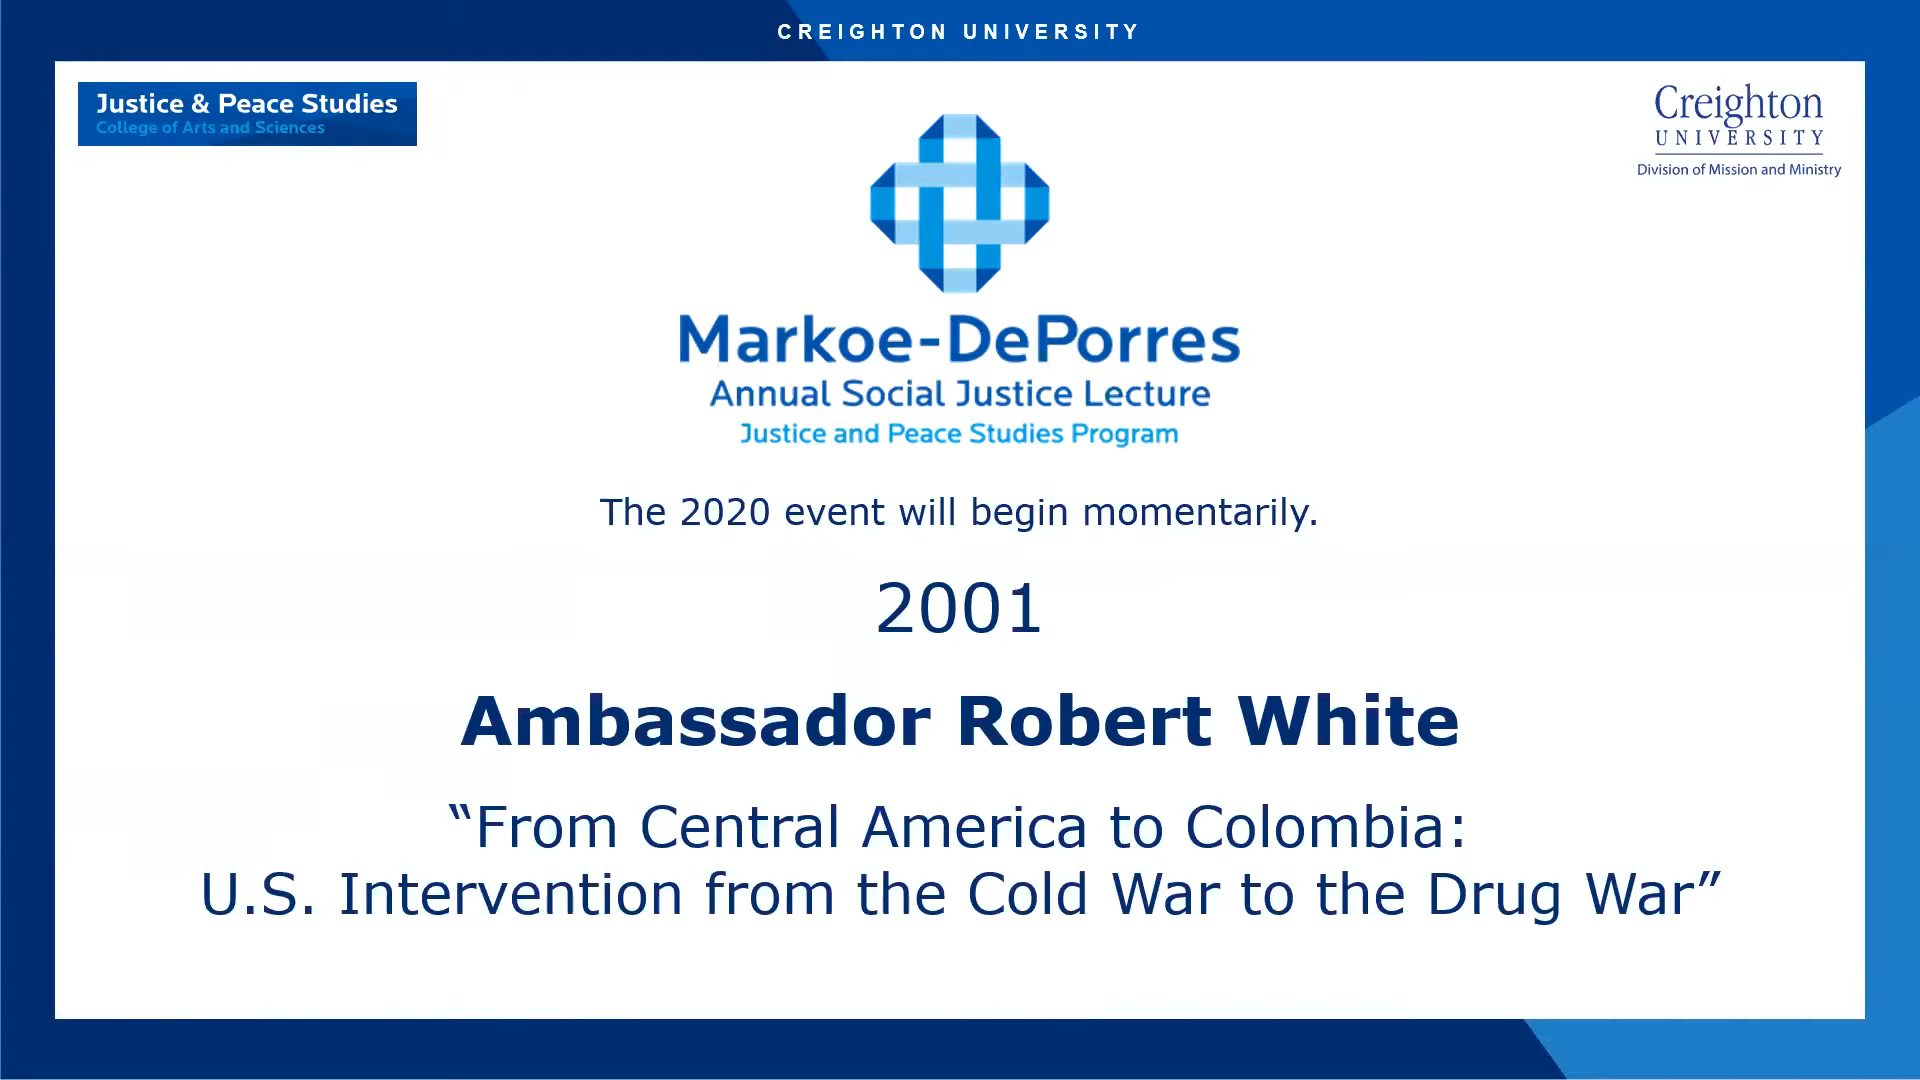 CREIGHTON UNIVERSITY
Justice & Peace Studies
College of Arts and Sciences
Creighton
UNIVERSITY
Division of Mission and Ministry
Markoe-DePorres
Annual Social Justice Lecture
Justice and Peace Studies Program
The 2020 event will begin momentarily.
2001
Ambassador Robert White
“From Central America to Colombia:
U.S. Intervention from the Cold War to the Drug War”